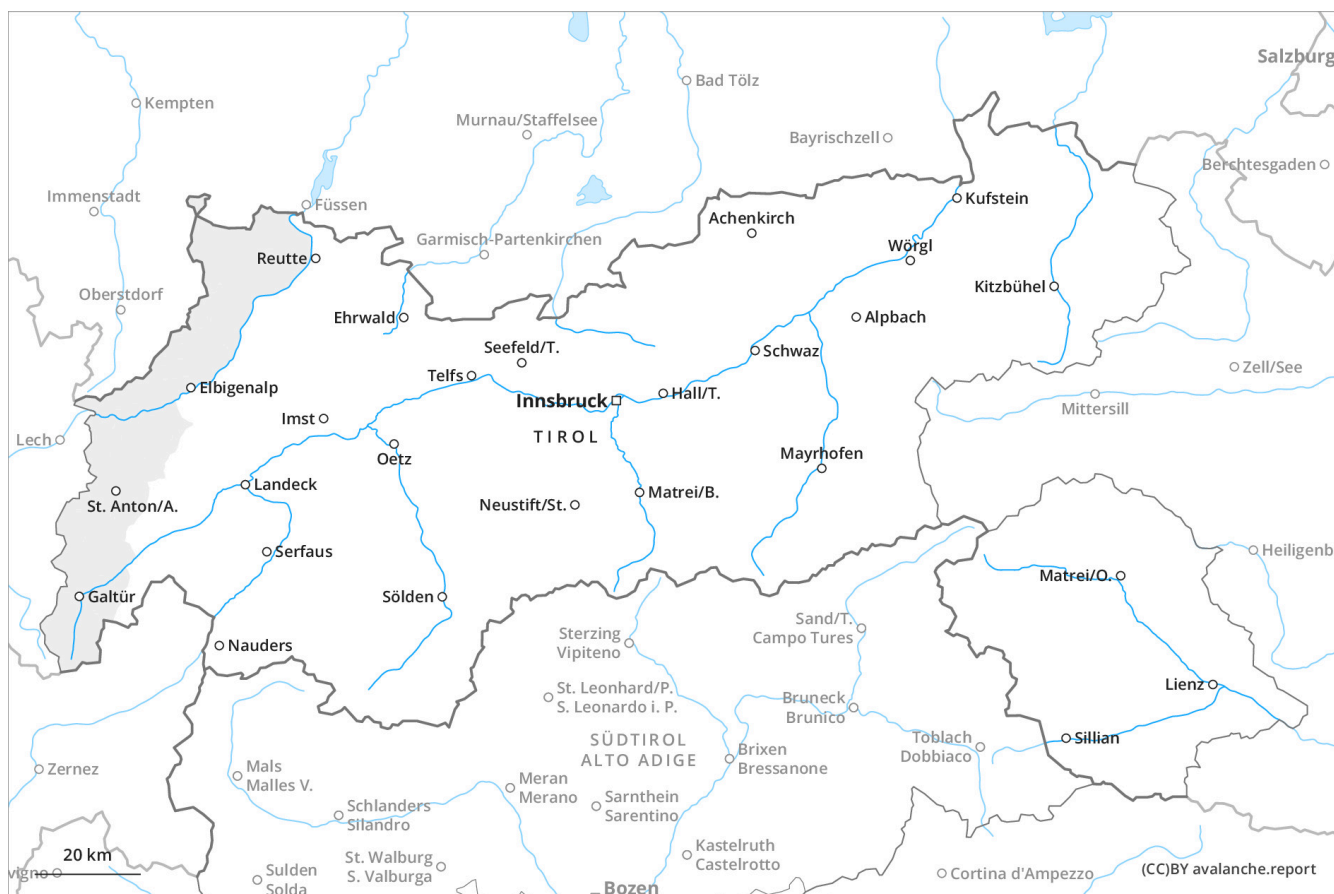 Salzburg
Bad Tölz
Kempten
Murnau/Staffelsee
Bayrischzell
Berchtesgaden
Immenstadt
Füssen
Kufstein
Achenkirch
Garmisch-Partenkirchen
Wörgl
Reutte
Kitzbühel
Oberstdorf
Ehrwald
Alpbach
Seefeld/T.
Schwaz
Zell/See
Telfs
Elbigenalp
Hall/T.
Innsbruck
Mittersill
Imst
TIROL
Lech
Oetz
Mayrhofen
Landeck
Matrei/B.
St. Anton/A.
Neustift/St.
Serfaus
Heiligenb
Matrei/O.
Galtür
Sölden
Sand/T.
Campo Tures
Sterzing
Vipiteno
Nauders
Lienz
St. Leonhard/P.
S. Leonardo i. P.
Bruneck
Brunico
SÜDTIROL
ALTO ADIGE
Sillian
Toblach
Dobbiaco
Brixen
Bressanone
Zernez
Mals
Malles V.
Meran
Merano
Sarnthein
Sarentino
Schlanders
Silandro
Kastelruth
Castelrotto
20 km
St. Walburg
S. Valburga
vigno
Sulden
Solda
Cortina d'Ampezzo
(CC)BY avalanche.report
Bozen